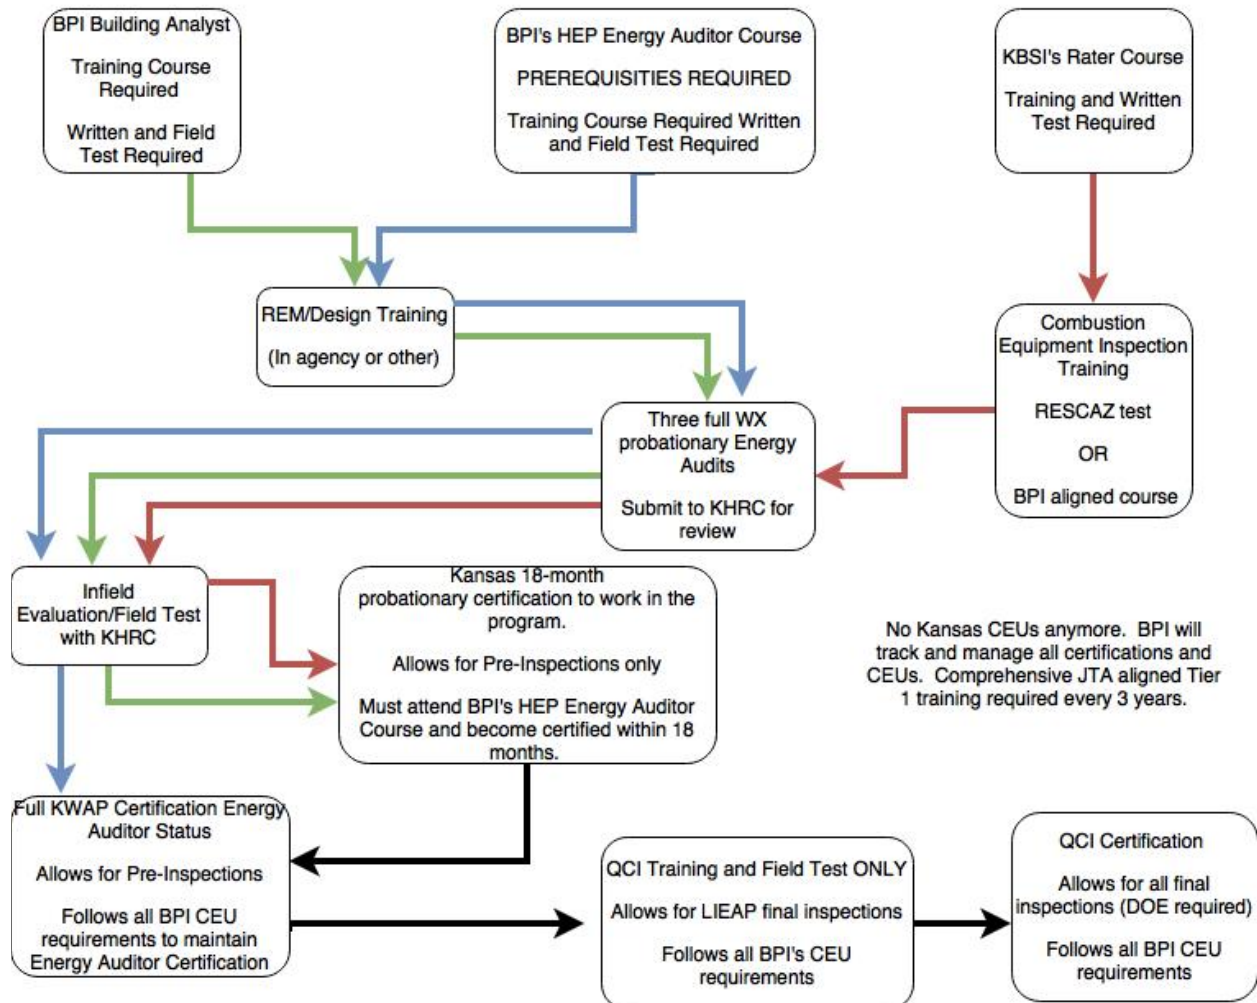 BPI Building Analyst
Training Course
Required
Written and Field
Test Required
BPI's HEP Energy Auditor Course
PREREQUISITIES REQUIRED
Training Course Required Written
and Field Test Required
KBSI's Rater Course
Training and Written
Test Required
REM/Design Training
(In agency or other)
Combustion
Equipment Inspection
Training
RESCAZ test
OR
BPI aligned course
Three full WX
probationary Energy
Audits
Submit to KHRC for
review
Infield
Evaluation/Field Test
with KHRC
Kansas 18-month
probationary certification to work in the
program.
Allows for Pre-Inspections only
Must attend BPI's HEP Energy Auditor
Course and become certified within 18
months.
No Kansas CEUs anymore. BPI will
track and manage all certifications and
CEUs. Comprehensive JTA aligned Tier
1 training required every 3 years.
Full KWAP Certification Energy
Auditor Status
Allows for Pre-Inspections
Follows all BPI CEU
requirements to maintain
Energy Auditor Certification
QCI Training and Field Test ONLY
Allows for LIEAP final inspections
Follows all BPI's CEU
requirements
QCI Certification
Allows for all final
inspections (DOE required)
Follows all BPI CEU
requirements